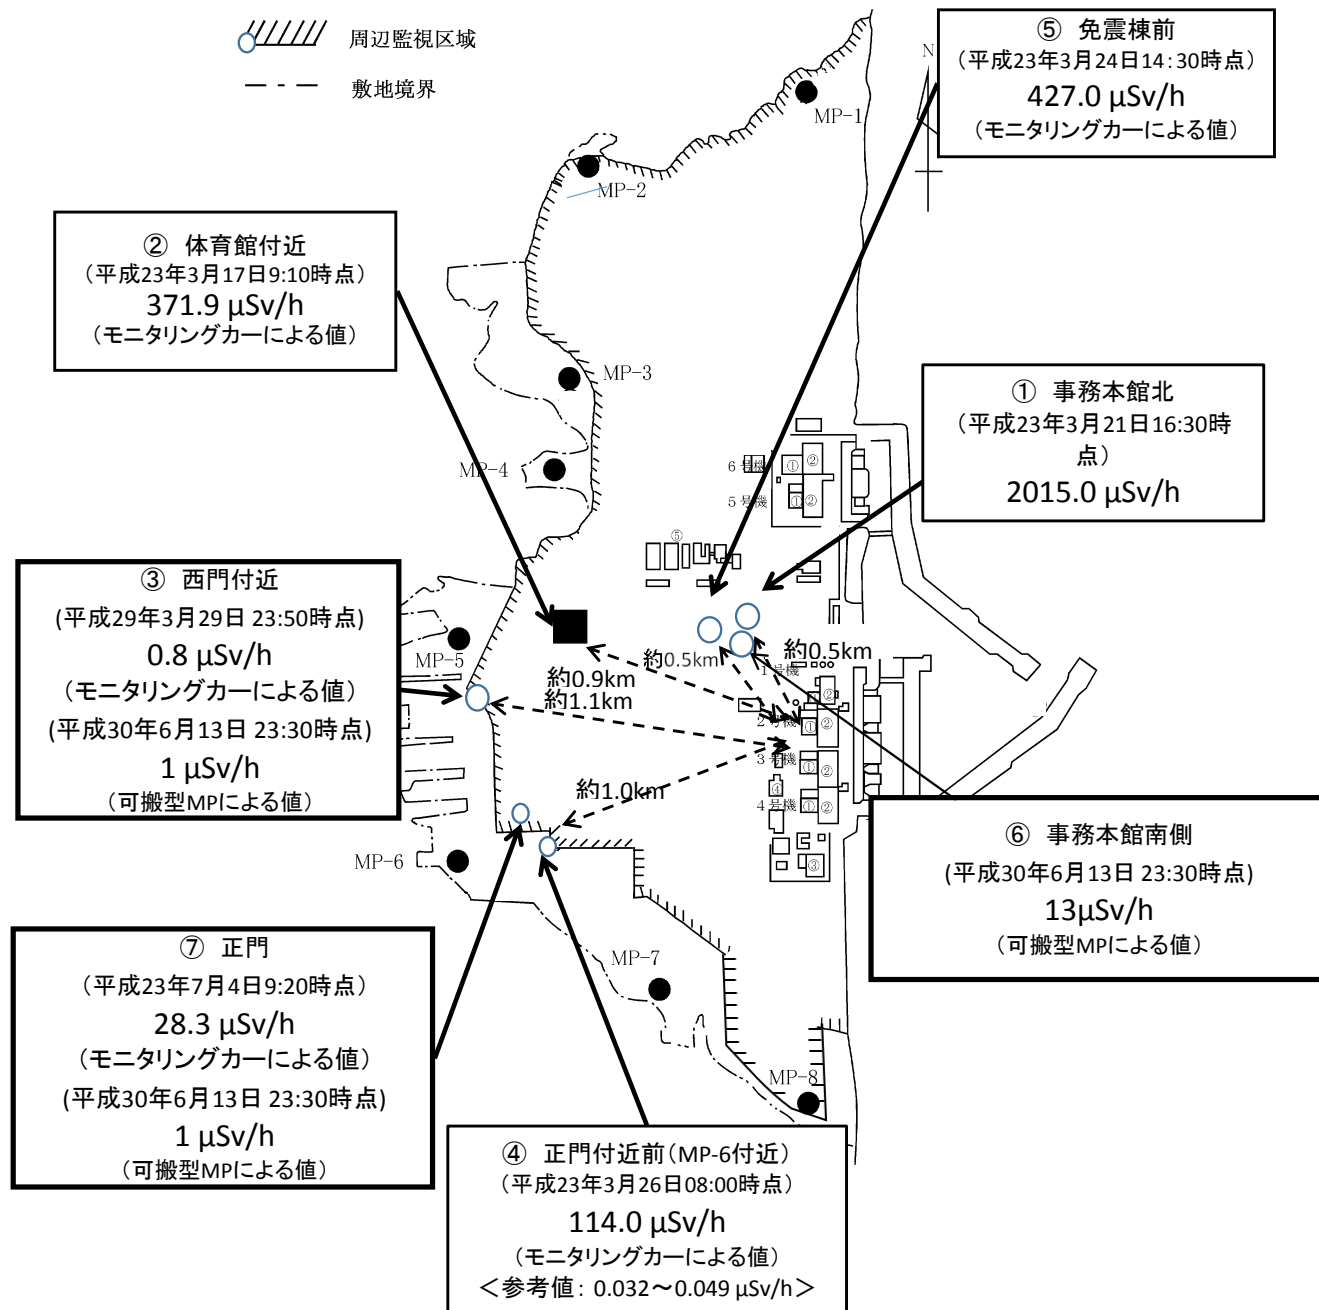 周辺監視区域
敷地境界
N
⑤ 免震棟前
(平成23年3月24日14:30時点)
427.0 µSv/h
(モニタリングカーによる値)
MP-1
MP-2
② 体育館付近
(平成23年3月17日9:10時点)
371.9 µSv/h
(モニタリングカーによる値)
MP-3
① 事務本館北
(平成23年3月21日16:30時
点)
2015.0 µSv/h
MP-4
6号機
① ②
5号機
① ②
⑤
③ 西門付近
(平成29年3月29日 23:50時点)
0.8 µSv/h
(モニタリングカーによる値)
(平成30年6月13日 23:30時点)
1 µSv/h
(可搬型MPによる値)
MP-5
約0.5km
約0.5km
約0.9km
約1.1km
1号機
②
2号機
① ②
3号機
① ②
④
4号機
① ②
③
約1.0km
⑥ 事務本館南側
(平成30年6月13日 23:30時点)
13µSv/h
(可搬型MPによる値)
MP-6
⑦ 正門
(平成23年7月4日9:20時点)
28.3 µSv/h
(モニタリングカーによる値)
(平成30年6月13日 23:30時点)
1 µSv/h
(可搬型MPによる値)
MP-7
MP-8
④ 正門付近前(MP-6付近)
(平成23年3月26日08:00時点)
114.0 µSv/h
(モニタリングカーによる値)
＜参考値: 0.032～0.049 µSv/h＞